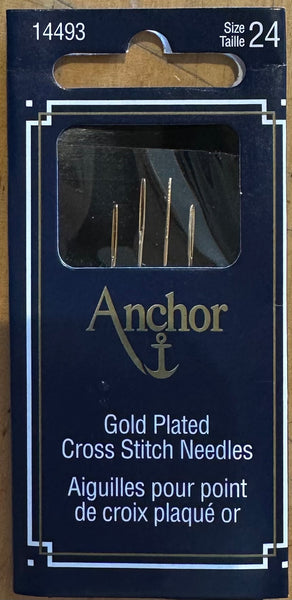 14493
Size
Taille 24
Anchor
Gold Plated
Cross Stitch Needles
Aiguilles pour point
de croix plaqué or